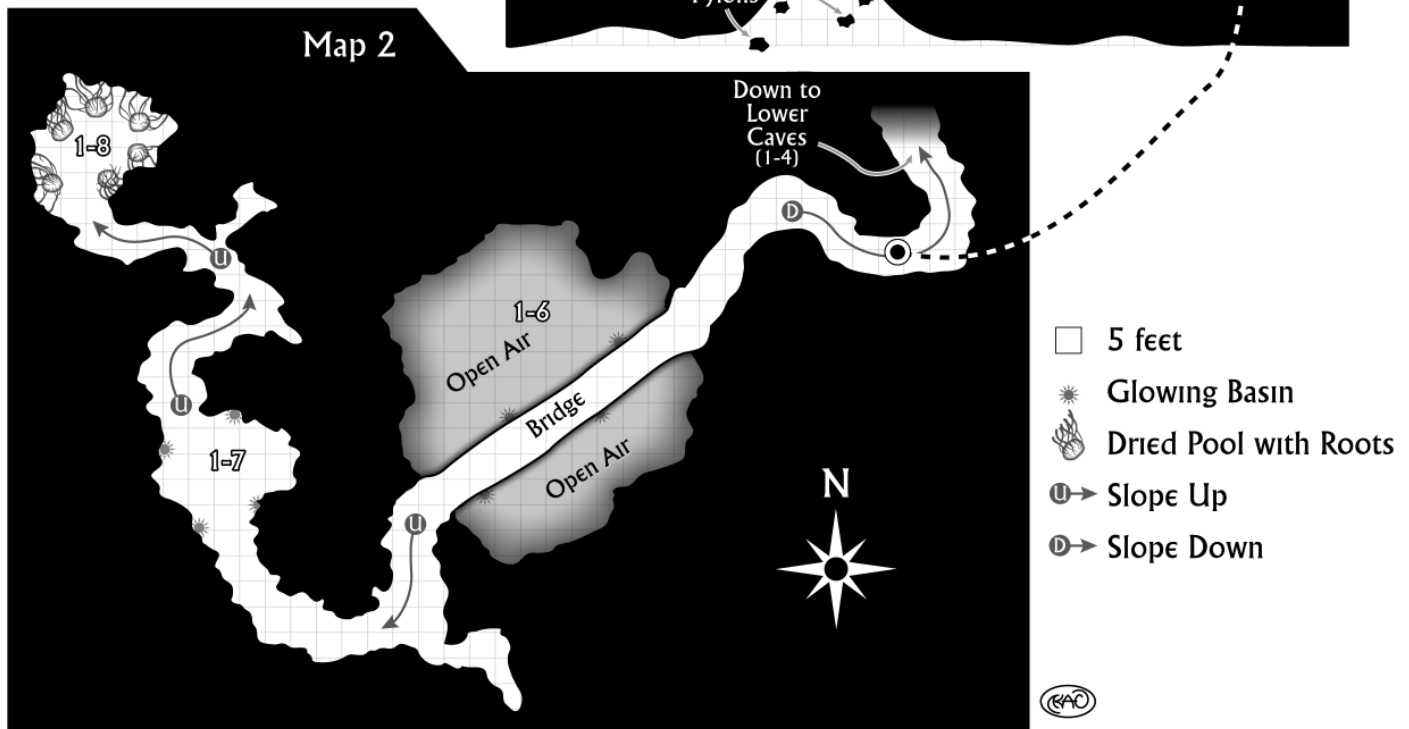 Pylons
Map 2
Down to
Lower
Caves
(1-4)
1-8
U
D
1-6
Open Air
U
Bridge
1-7
Open Air
U
N
5 feet
Glowing Basin
Dried Pool with Roots
U Slope Up
D Slope Down
KAC